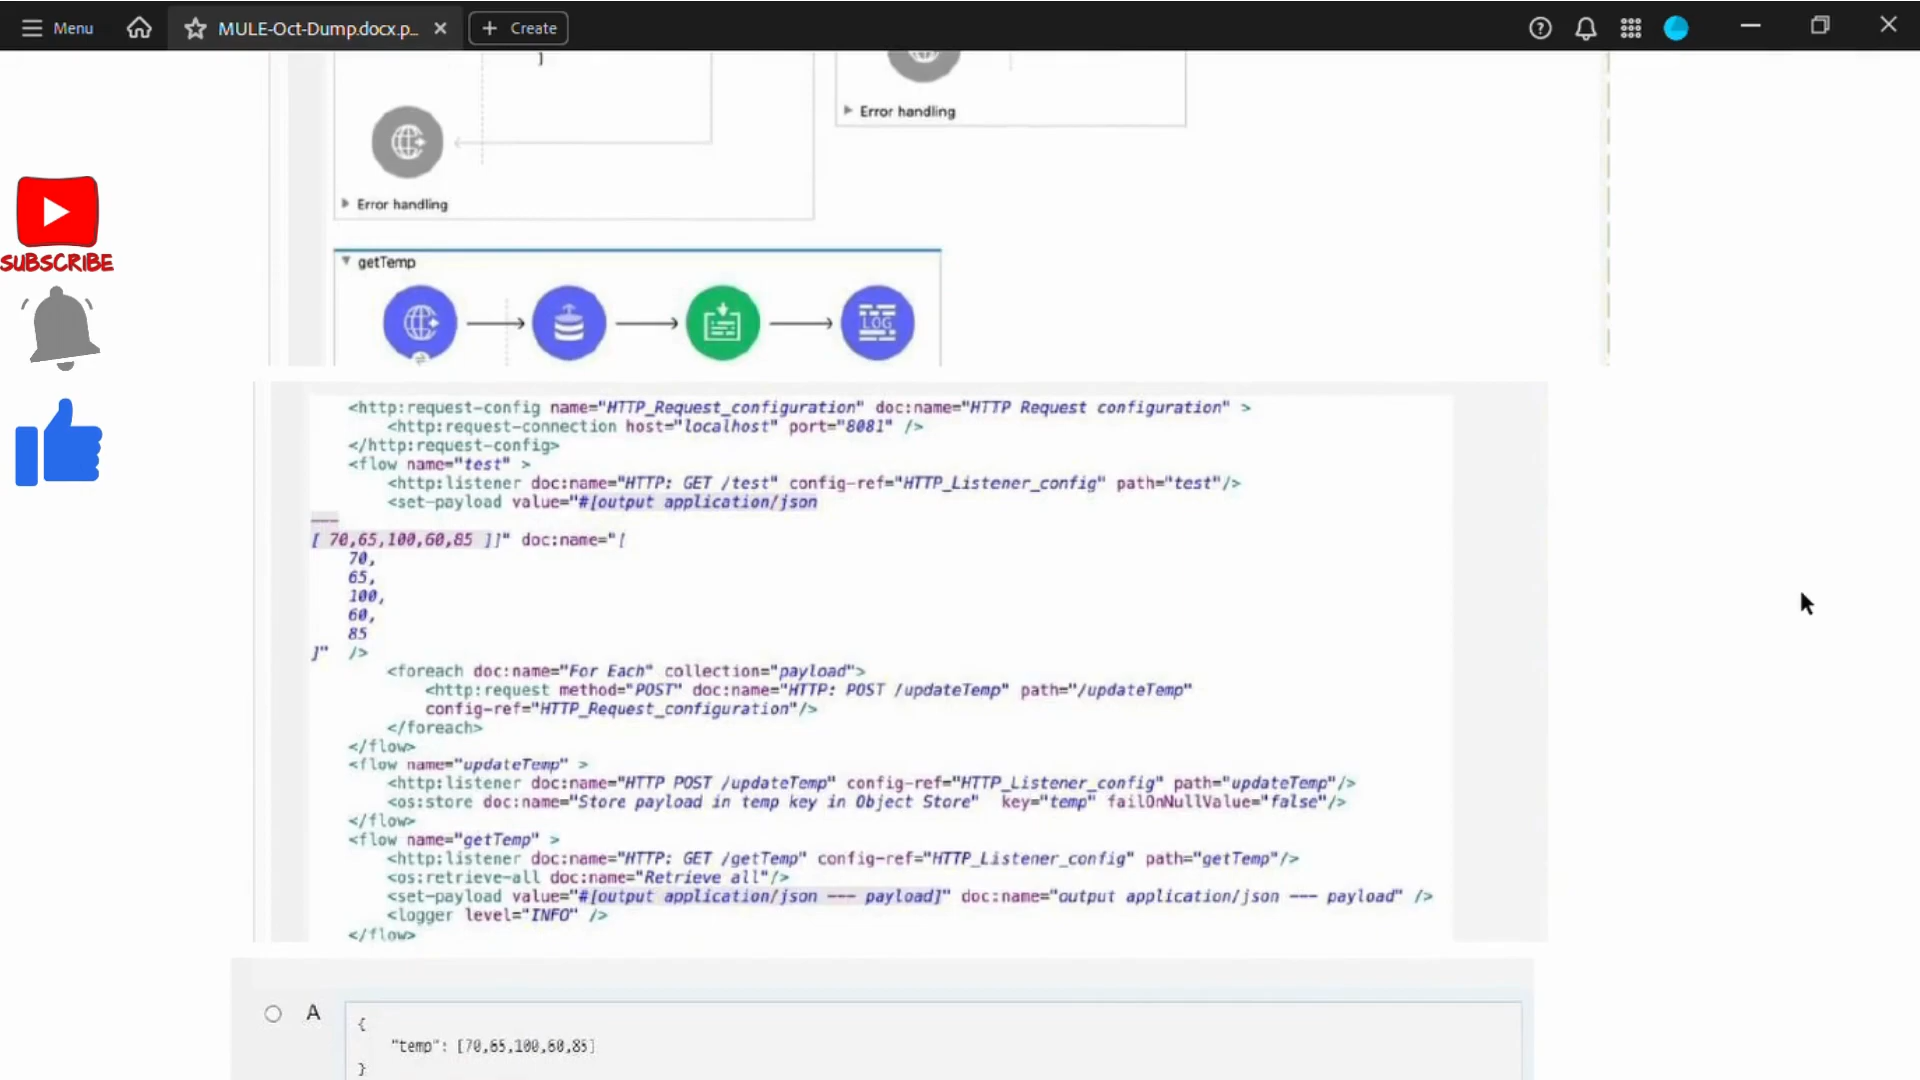 Menu
MULE-Oct-Dump.docx.p...
Create
]
Error handling
Error handling
SUBSCRIBE
getTemp
LOG
<http:request-config name="HTTP_Request_configuration" doc:name="HTTP Request configuration" >
<http:request-connection host="localhost" port="8081" />
</http:request-config>
<flow name="test" >
<http:listener doc:name="HTTP: GET /test" config-ref="HTTP_Listener_config" path="test"/>
<set-payload value="#[output application/json
---
[ 70,65,100,60,85 ]]" doc:name="[
70,
65,
100,
60,
85
]" />
<foreach doc:name="For Each" collection="payload">
<http:request method="POST" doc:name="HTTP: POST /updateTemp" path="/updateTemp"
config-ref="HTTP_Request_configuration"/>
</foreach>
</flow>
<flow name="updateTemp" >
<http:listener doc:name="HTTP POST /updateTemp" config-ref="HTTP_Listener_config" path="updateTemp"/>
<os:store doc:name="Store payload in temp key in Object Store" key="temp" failOnNullValue="false"/>
</flow>
<flow name="getTemp" >
<http:listener doc:name="HTTP: GET /getTemp" config-ref="HTTP_Listener_config" path="getTemp"/>
<os:retrieve-all doc:name="Retrieve all"/>
<set-payload value="#[output application/json --- payload]" doc:name="output application/json --- payload" />
<logger level="INFO" />
</flow>
A
{
"temp": [70,65,100,60,85]
}